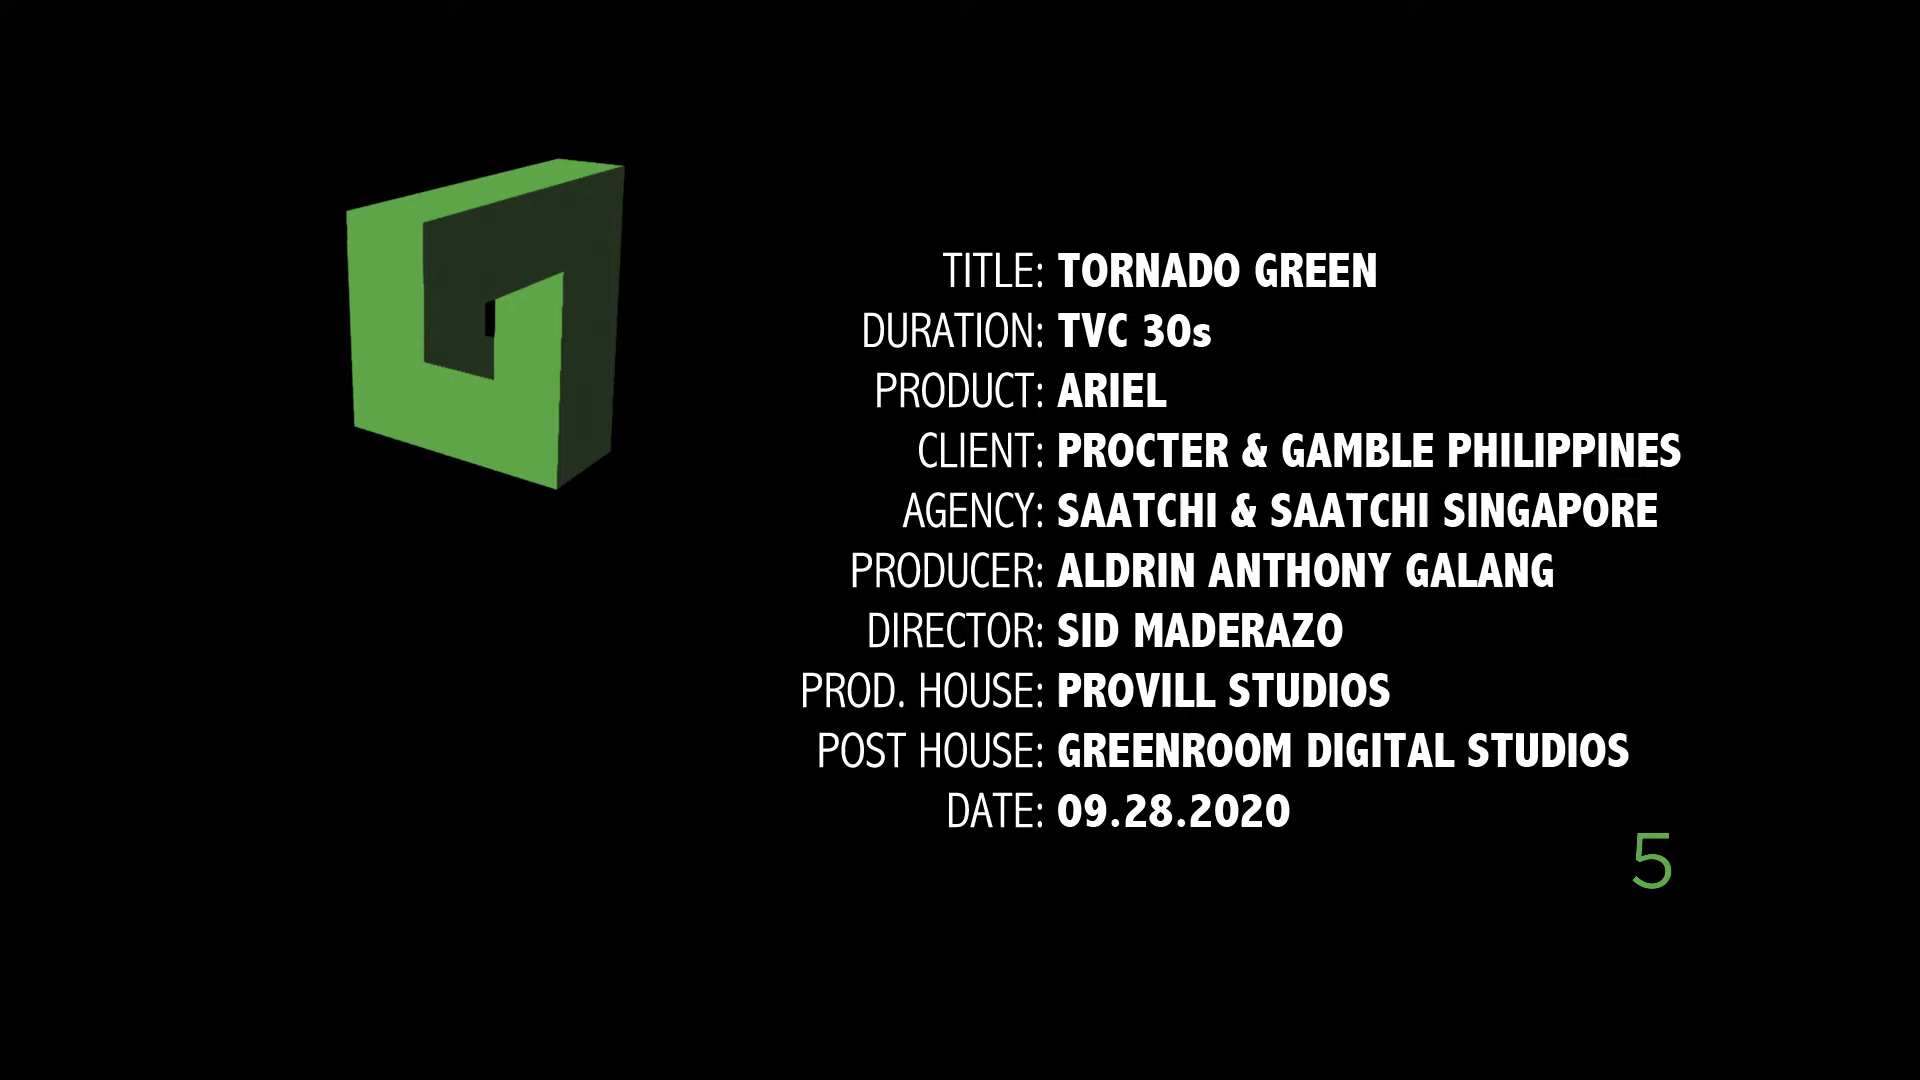 TITLE: TORNADO GREEN
DURATION: TVC 30s
PRODUCT: ARIEL
CLIENT: PROCTER & GAMBLE PHILIPPINES
AGENCY: SAATCHI & SAATCHI SINGAPORE
PRODUCER: ALDRIN ANTHONY GALANG
DIRECTOR: SID MADERAZO
PROD. HOUSE: PROVILL STUDIOS
POST HOUSE: GREENROOM DIGITAL STUDIOS
DATE: 09.28.2020
5